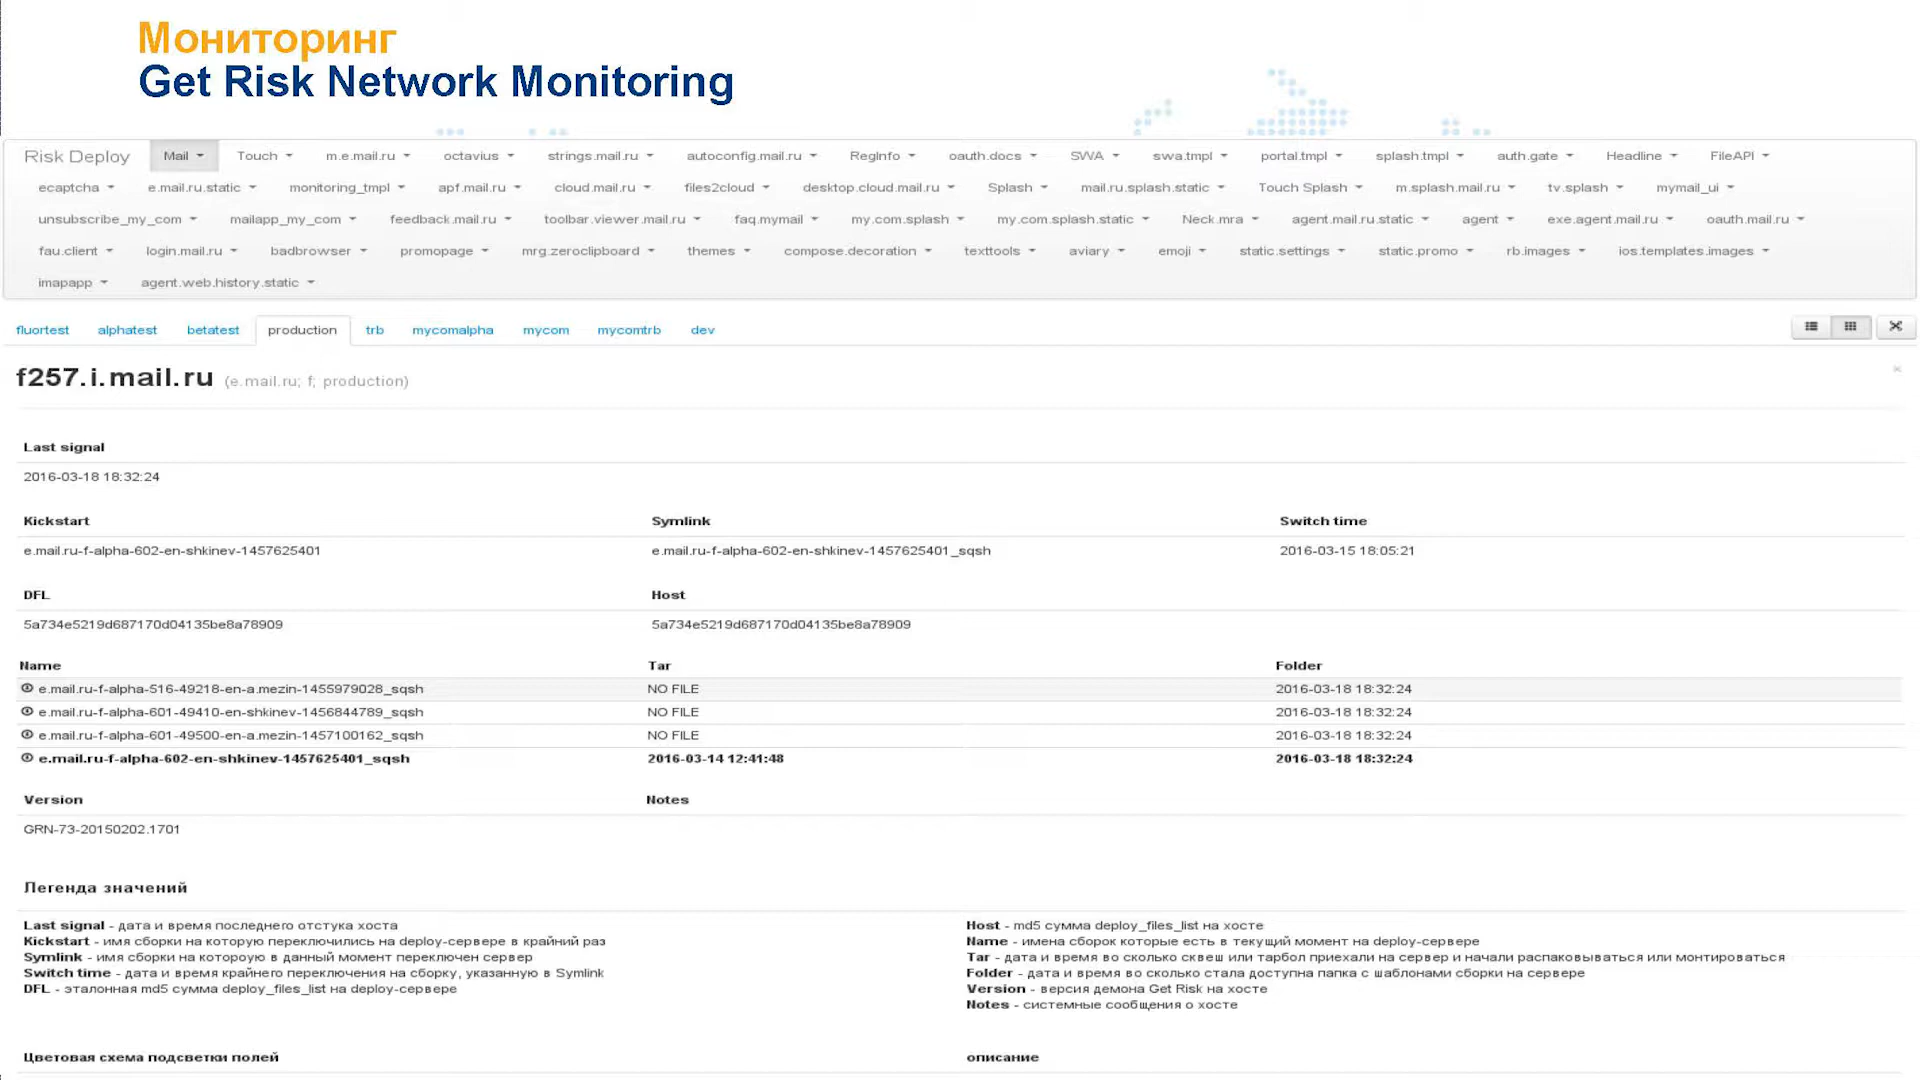 Мониторинг
Get Risk Network Monitoring
Risk Deploy Mail Touch m.e.mail.ru octavius strings.mail.ru autoconfig.mail.ru RegInfo oauth.docs SWA swa.tmpl portal.tmpl splash.tmpl auth.gate Headline FileAPI
ecaptcha e.mail.ru.static monitoring_tmpl apf.mail.ru cloud.mail.ru files2cloud desktop.cloud.mail.ru Splash mail.ru.splash.static Touch Splash m.splash.mail.ru tv.splash mymail_ui
unsubscribe_my_com mailapp_my_com feedback.mail.ru toolbar.viewer.mail.ru faq.mymail my.com.splash my.com.splash.static Neck.mra agent.mail.ru.static agent exe.agent.mail.ru oauth.mail.ru
fau.client login.mail.ru badbrowser promopage mrg.zeroclipboard themes compose.decoration texttools aviary emoji static.settings static.promo rb.images ios.templates.images
imapapp agent.web.history.static
fluortest alphatest betatest production trb mycomalpha mycom mycomtrb dev
f257.i.mail.ru (e.mail.ru; f; production)
Last signal
2016-03-18 18:32:24
Kickstart Symlink Switch time
e.mail.ru-f-alpha-602-en-shkinev-1457625401 e.mail.ru-f-alpha-602-en-shkinev-1457625401_sqsh 2016-03-15 18:05:21
DFL Host
5a734e5219d687170d04135be8a78909 5a734e5219d687170d04135be8a78909
Name Tar Folder
e.mail.ru-f-alpha-516-49218-en-a.mezin-1455979028_sqsh NO FILE 2016-03-18 18:32:24
e.mail.ru-f-alpha-601-49410-en-shkinev-1456844789_sqsh NO FILE 2016-03-18 18:32:24
e.mail.ru-f-alpha-601-49500-en-a.mezin-1457100162_sqsh NO FILE 2016-03-18 18:32:24
e.mail.ru-f-alpha-602-en-shkinev-1457625401_sqsh 2016-03-14 12:41:48 2016-03-18 18:32:24
Version Notes
GRN-73-20150202.1701
Легенда значений
Last signal - дата и время последнего отстука хоста
Kickstart - имя сборки на которую переключились на deploy-сервере в крайний раз
Symlink - имя сборки на котороую в данный момент переключен сервер
Switch time - дата и время крайнего переключения на сборку, указанную в Symlink
DFL - эталонная md5 сумма deploy_files_list на deploy-сервере
Host - md5 сумма deploy_files_list на хосте
Name - имена сборок которые есть в текущий момент на deploy-сервере
Tar - дата и время во сколько сквеш или тарбол приехали на сервер и начали распаковываться или монтироваться
Folder - дата и время во сколько стала доступна папка с шаблонами сборки на сервере
Version - версия демона Get Risk на хосте
Notes - системные сообщения о хосте
Цветовая схема подсветки полей описание